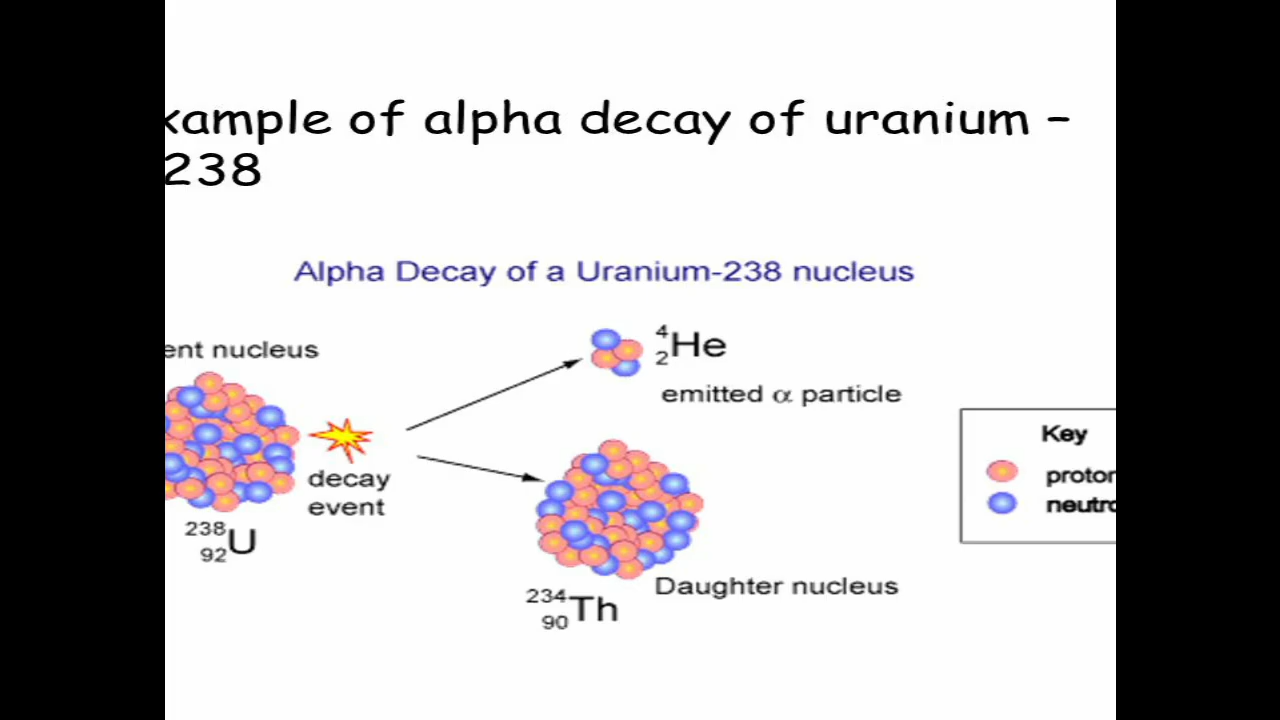 xample of alpha decay of uranium –
238
Alpha Decay of a Uranium-238 nucleus
ent nucleus
4
2He
emitted α particle
decay
event
238
92U
Key
proton
neutro
234
90Th
Daughter nucleus